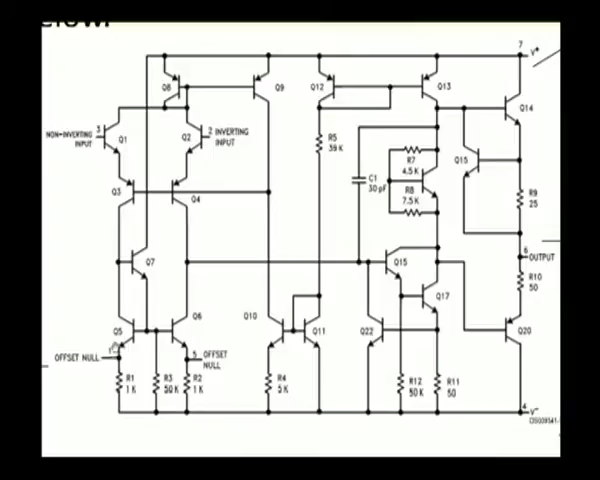 7 V+
Q8
Q9
Q12
Q13
Q14
3
NON-INVERTING
INPUT
Q1
Q2
2 INVERTING
INPUT
R5
39 K
Q15
R7
4.5 K
R8
7.5 K
C1
30 pF
R9
25
Q3
Q4
6
OUTPUT
R10
50
Q7
Q15
Q17
Q5
Q6
Q10
Q11
Q22
Q20
1
OFFSET NULL
5 OFFSET
NULL
R1
1 K
R3
50 K
R2
1 K
R4
5 K
R12
50 K
R11
50
4
V-